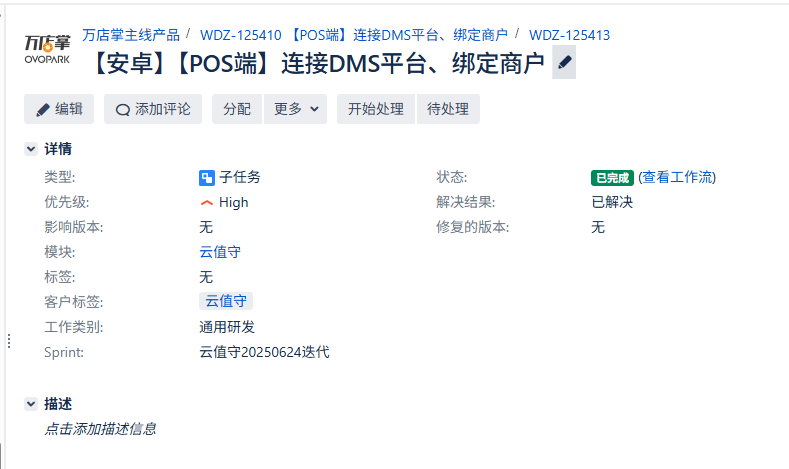 万店掌
OVOPARK
万店掌主线产品 / WDZ-125410 【POS端】连接DMS平台、绑定商户 / WDZ-125413
【安卓】【POS端】连接DMS平台、绑定商户
编辑 添加评论 分配 更多 开始处理 待处理
详情
类型: 子任务 状态: 已完成 (查看工作流)
优先级: High 解决结果: 已解决
影响版本: 无 修复的版本: 无
模块: 云值守
标签: 无
客户标签: 云值守
工作类别: 通用研发
Sprint: 云值守20250624迭代
描述
点击添加描述信息